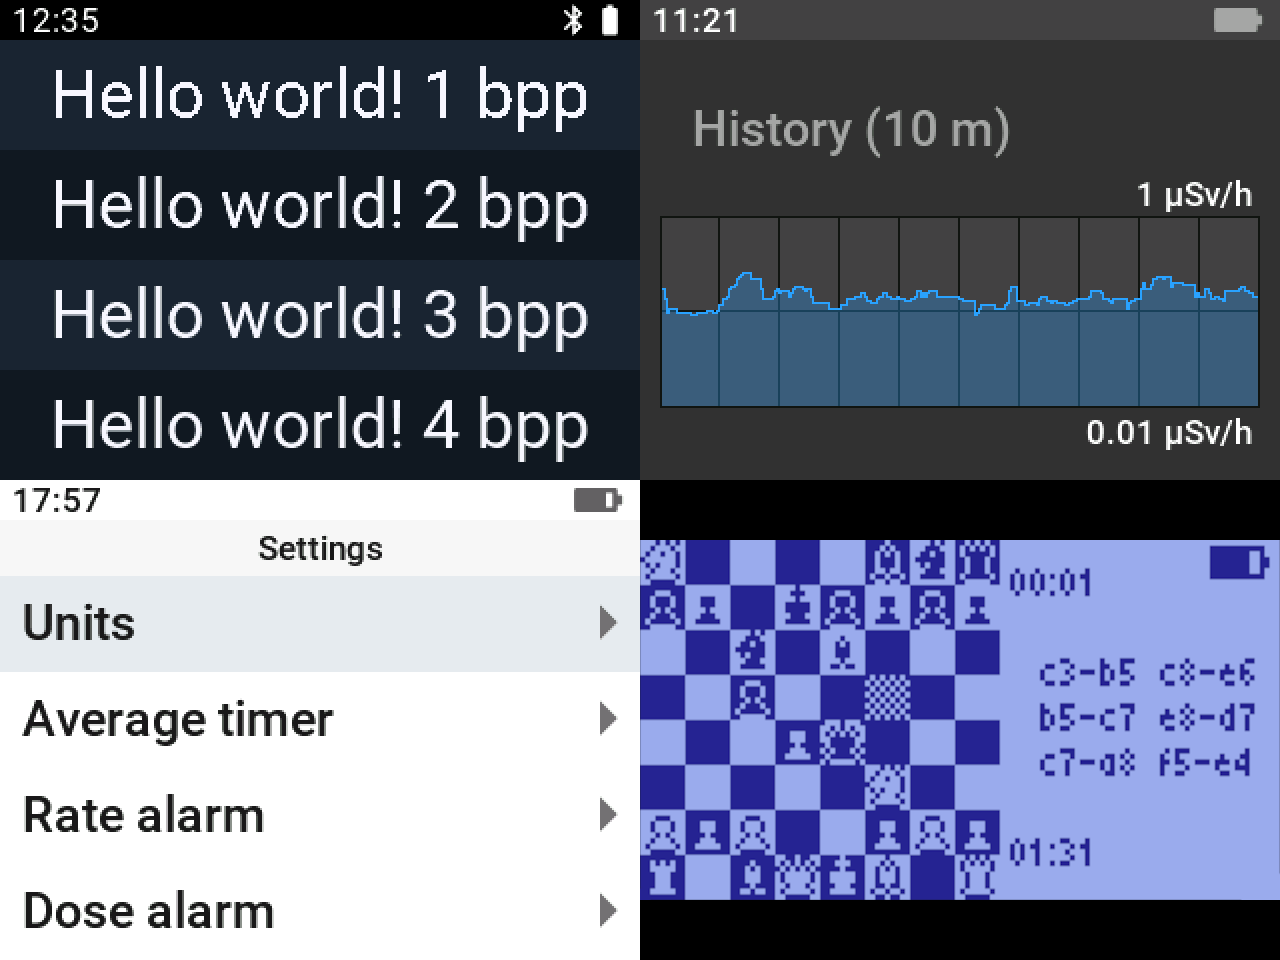 12:35
Hello world! 1 bpp
Hello world! 2 bpp
Hello world! 3 bpp
Hello world! 4 bpp
11:21
History (10 m)
1 µSv/h
0.01 µSv/h
17:57
Settings
Units
Average timer
Rate alarm
Dose alarm
00:01
c3-b5 c8-e6
b5-c7 e8-d7
c7-a8 f5-e4
01:31